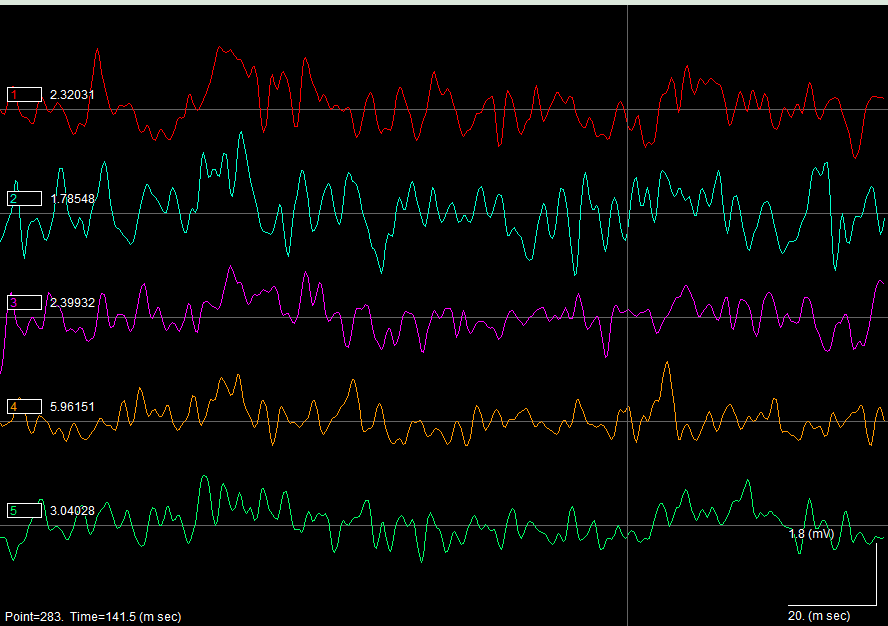 1 2.32031
2 1.78548
3 2.39932
4 5.96151
5 3.04028
1.8 (mV)
20. (m sec)
Point=283. Time=141.5 (m sec)